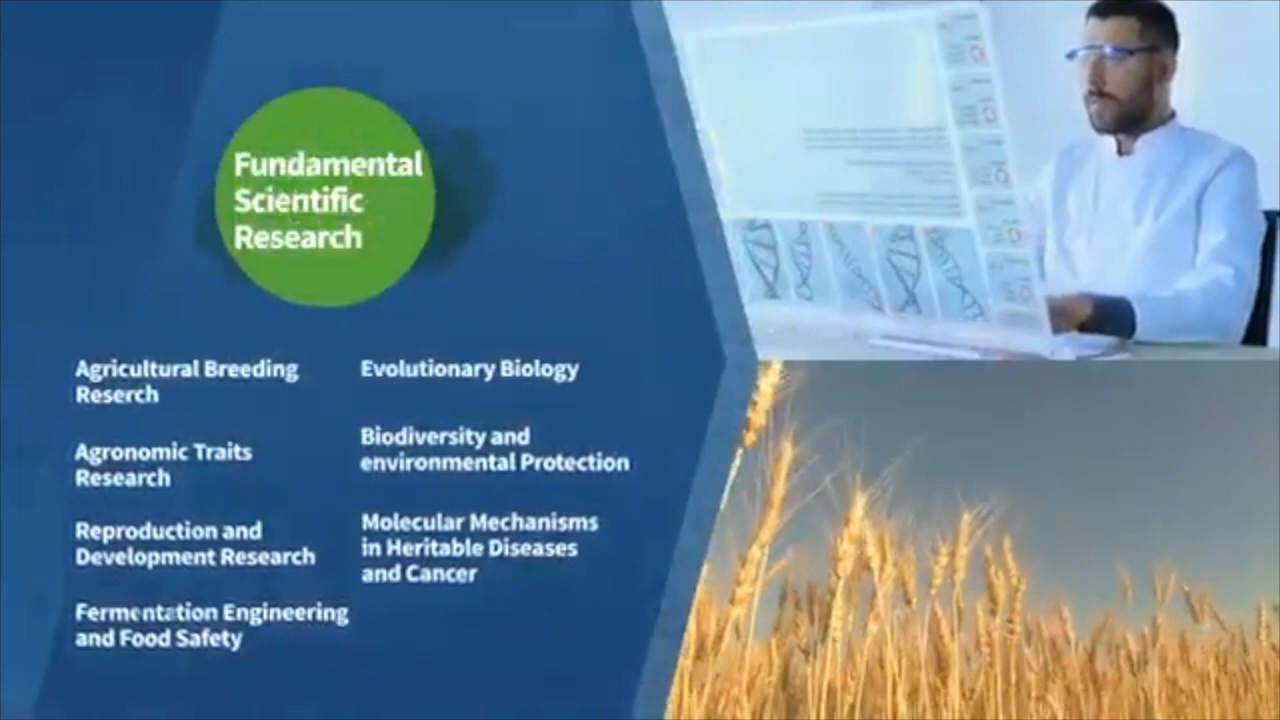 Fundamental
Scientific
Research
Agricultural Breeding
Reserch
Agronomic Traits
Research
Reproduction and
Development Research
Fermentation Engineering
and Food Safety
Evolutionary Biology
Biodiversity and
environmental Protection
Molecular Mechanisms
in Heritable Diseases
and Cancer